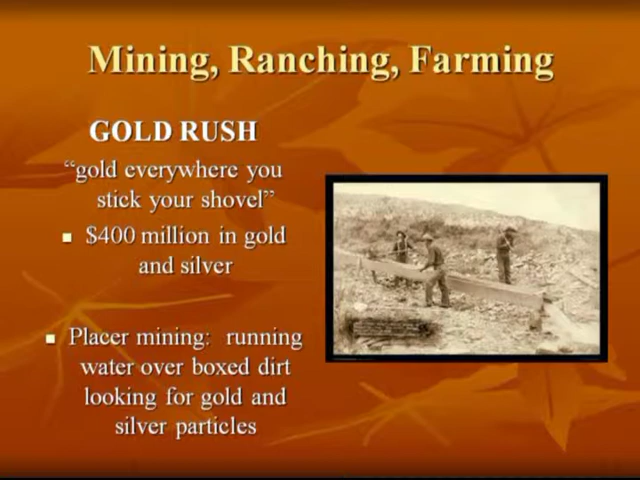 Mining, Ranching, Farming
GOLD RUSH
“gold everywhere you
stick your shovel”
$400 million in gold
and silver
Placer mining:  running
water over boxed dirt
looking for gold and
silver particles